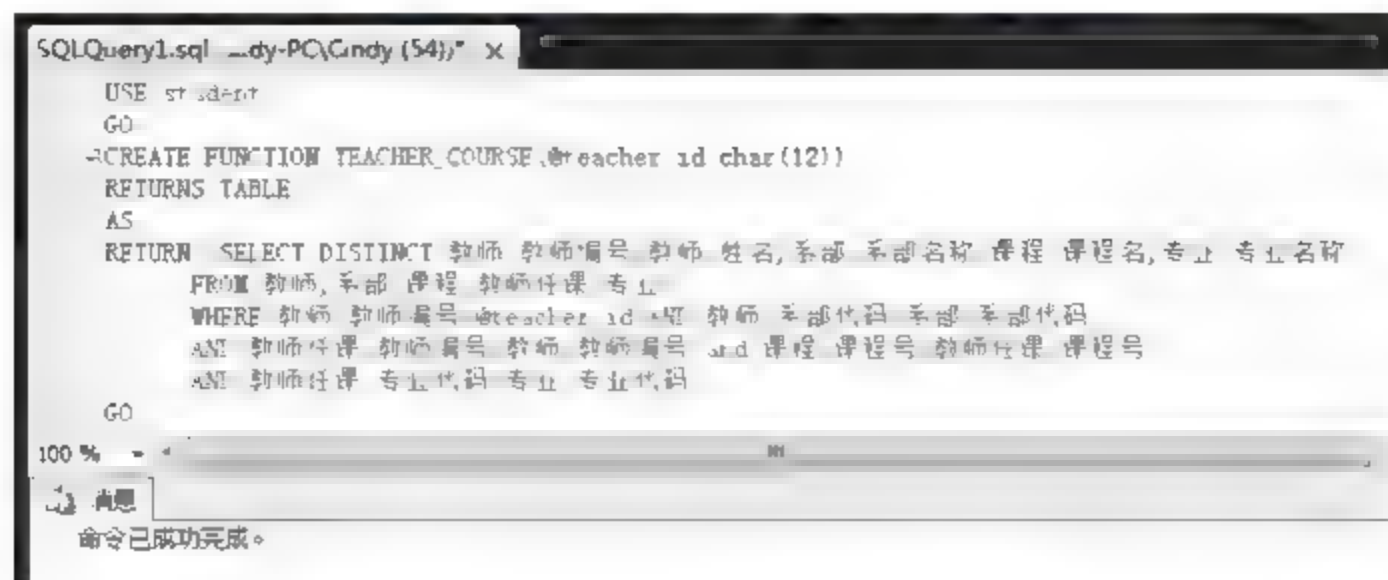 SQLQuery1.sql ...dy-PC\Cindy (54))* ×
USE student
GO
CREATE FUNCTION TEACHER_COURSE(@teacher_id char(12))
RETURNS TABLE
AS
RETURN SELECT DISTINCT 教师.教师编号,教师.姓名,系部.系部名称,课程.课程名,专业.专业名称
FROM 教师,系部,课程,教师任课,专业
WHERE 教师.教师编号=@teacher_id AND 教师.系部代码=系部.系部代码
AND 教师任课.教师编号=教师.教师编号 and 课程.课程号=教师任课.课程号
AND 教师任课.专业代码=专业.专业代码
GO
100 %
消息
命令已成功完成。